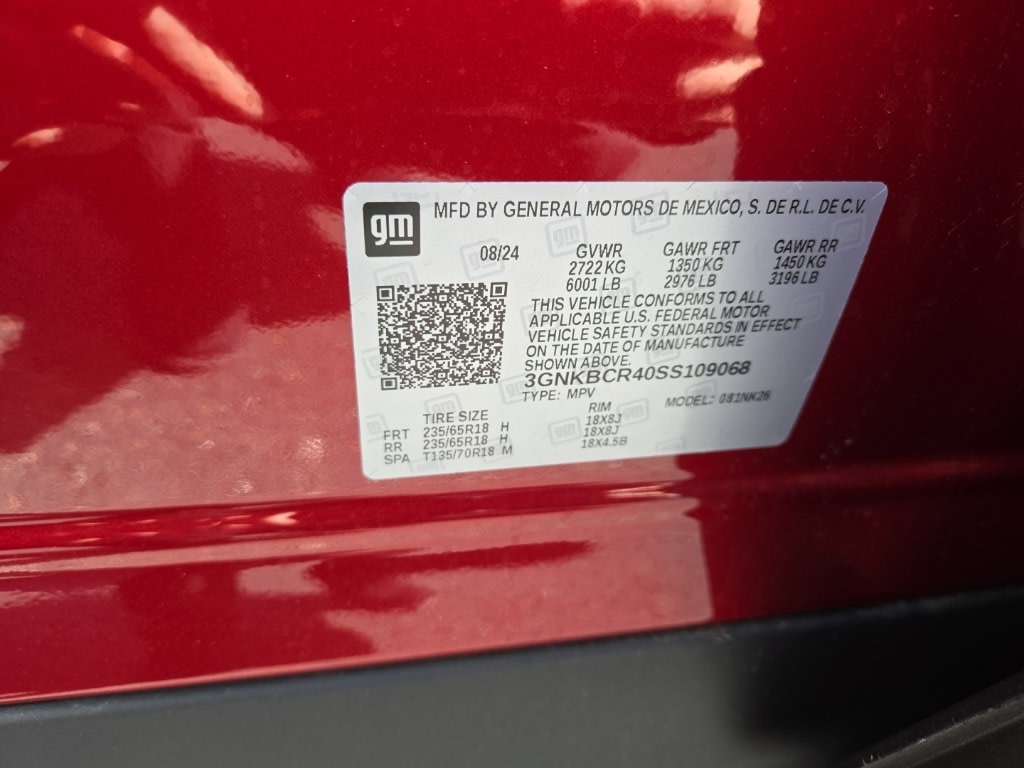 gm
MFD BY GENERAL MOTORS DE MEXICO, S. DE R.L. DE C.V.
08/24 GVWR GAWR FRT GAWR RR
2722 KG 1350 KG 1450 KG
6001 LB 2976 LB 3196 LB
THIS VEHICLE CONFORMS TO ALL
APPLICABLE U.S. FEDERAL MOTOR
VEHICLE SAFETY STANDARDS IN EFFECT
ON THE DATE OF MANUFACTURE
SHOWN ABOVE.
3GNKBCR40SS109068
TYPE: MPV MODEL: 081NK26
TIRE SIZE RIM
FRT 235/65R18 H 18X8J
RR 235/65R18 H 18X8J
SPA T135/70R18 M 18X4.5B